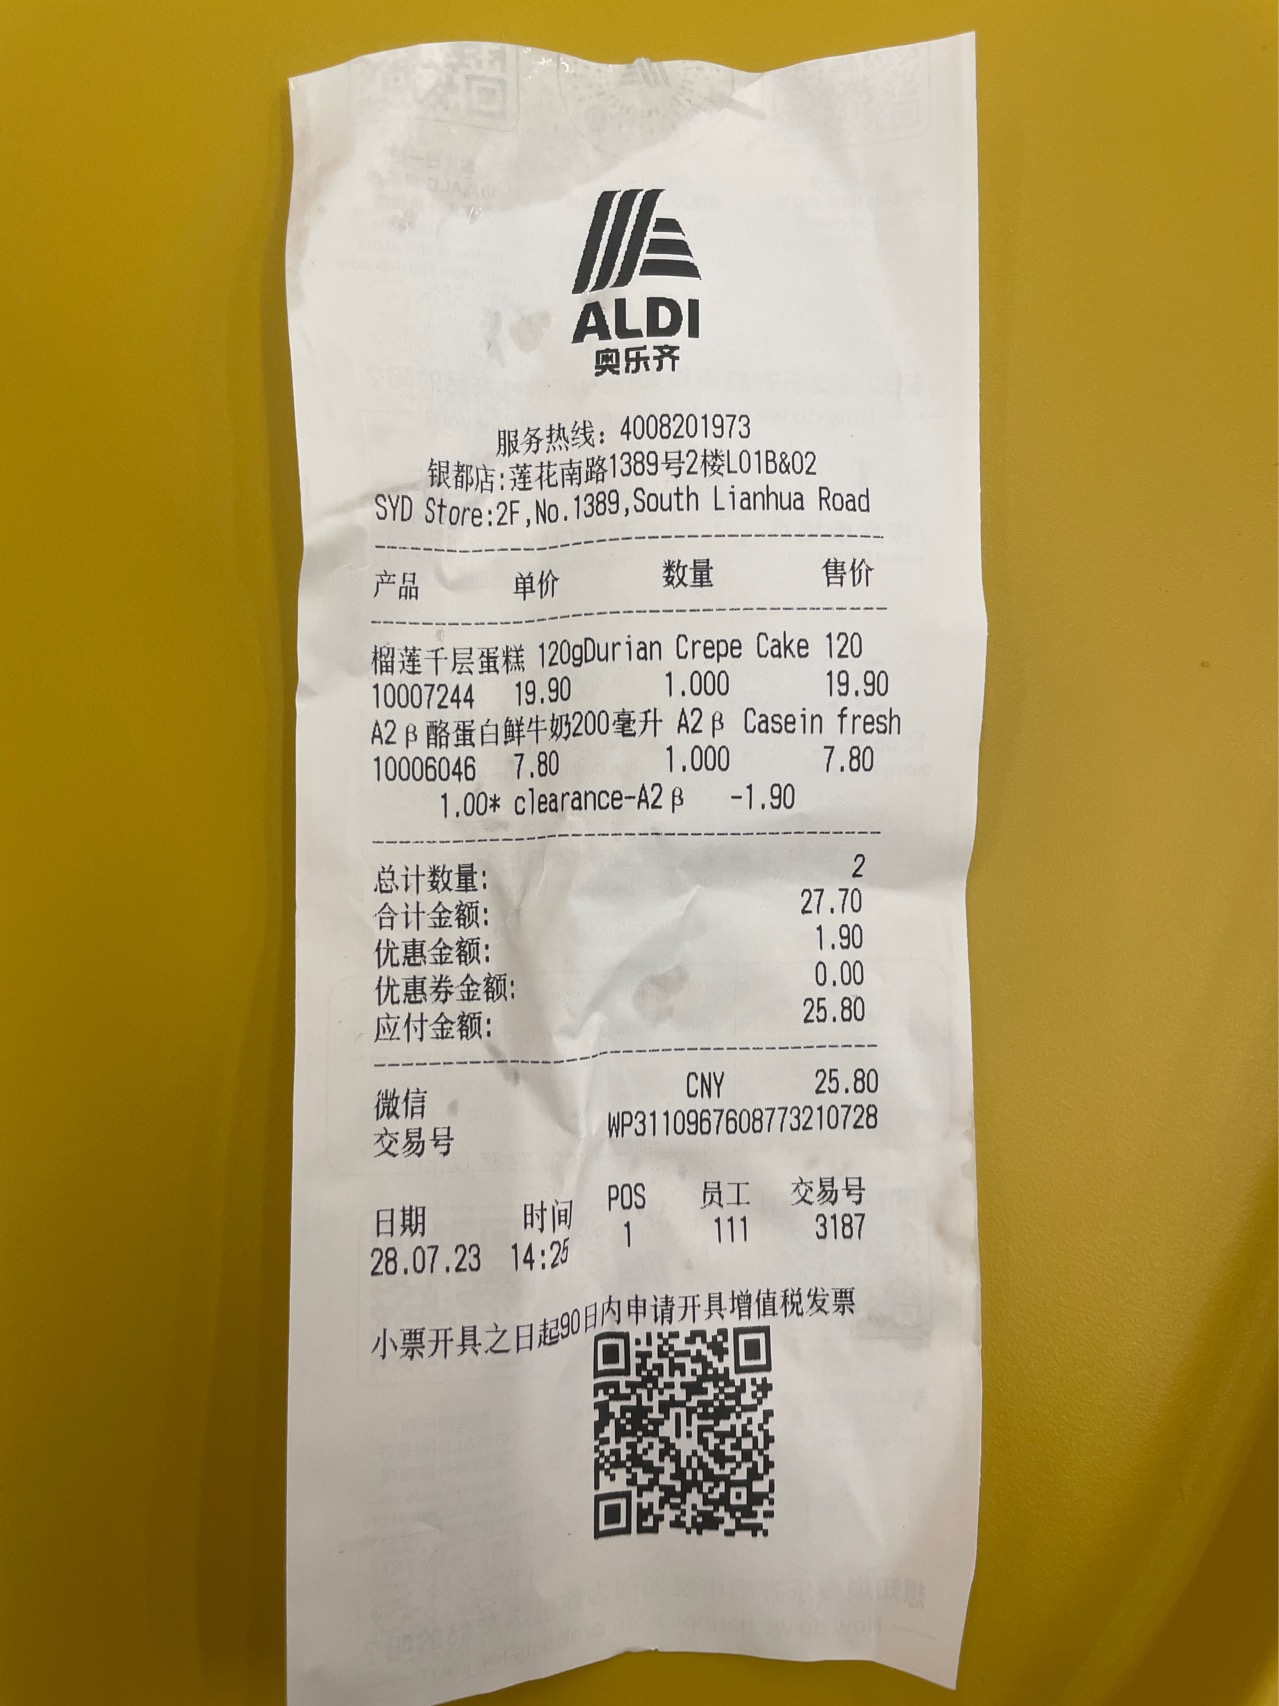 ALDI
奥乐齐
服务热线: 4008201973
银都店:莲花南路1389号2楼L01B&02
SYD Store:2F,No.1389,South Lianhua Road
产品 单价 数量 售价
榴莲千层蛋糕 120gDurian Crepe Cake 120
10007244 19.90 1.000 19.90
A2β酪蛋白鲜牛奶200毫升 A2β Casein fresh
10006046 7.80 1.000 7.80
1.00* clearance-A2β -1.90
总计数量: 2
合计金额: 27.70
优惠金额: 1.90
优惠券金额: 0.00
应付金额: 25.80
微信 CNY 25.80
交易号 WP3110967608773210728
日期 时间 POS 员工 交易号
28.07.23 14:25 1 111 3187
小票开具之日起90日内申请开具增值税发票